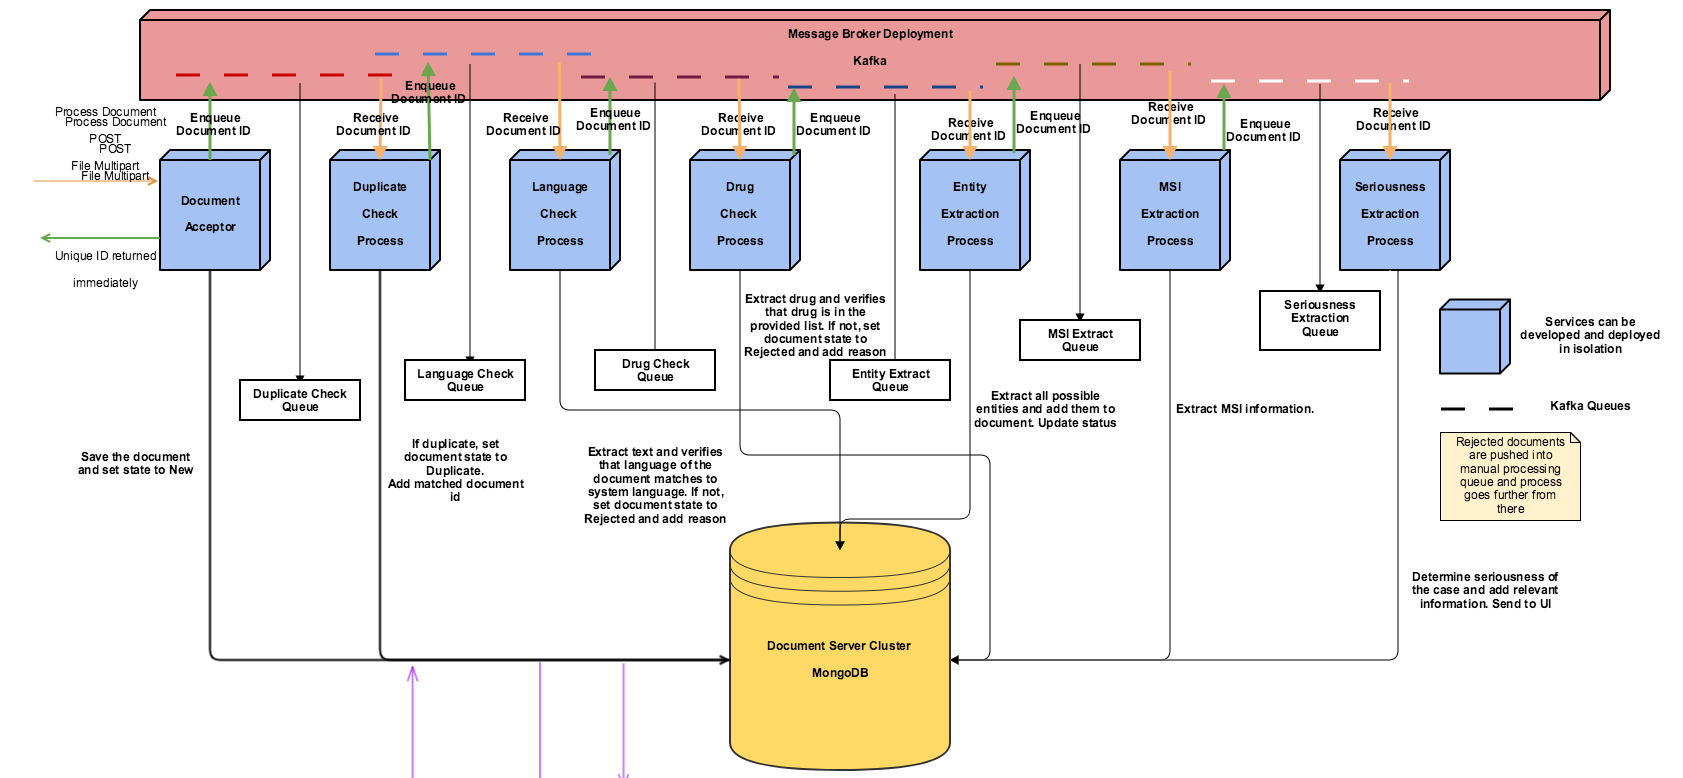 Message Broker Deployment
Kafka
Process Document
Process Document
POST
POST
File Multipart
File Multipart
Unique ID returned
immediately
Enqueue
Document ID
Receive
Document ID
Enqueue
Document ID
Receive
Document ID
Enqueue
Document ID
Receive
Document ID
Enqueue
Document ID
Receive
Document ID
Enqueue
Document ID
Receive
Document ID
Enqueue
Document ID
Receive
Document ID
Document
Acceptor
Duplicate
Check
Process
Language
Check
Process
Drug
Check
Process
Entity
Extraction
Process
MSI
Extraction
Process
Seriousness
Extraction
Process
Duplicate Check
Queue
Language Check
Queue
Drug Check
Queue
Extract drug and verifies
that drug is in the
provided list. If not, set
document state to
Rejected and add reason
Entity Extract
Queue
MSI Extract
Queue
Seriousness
Extraction
Queue
Services can be
developed and deployed
in isolation
Kafka Queues
Rejected documents
are pushed into
manual processing
queue and process
goes further from
there
Save the document
and set state to New
If duplicate, set
document state to
Duplicate.
Add matched document
id
Extract text and verifies
that language of the
document matches to
system language. If not,
set document state to
Rejected and add reason
Extract all possible
entities and add them to
document. Update status
Extract MSI information.
Determine seriousness of
the case and add relevant
information. Send to UI
Document Server Cluster
MongoDB